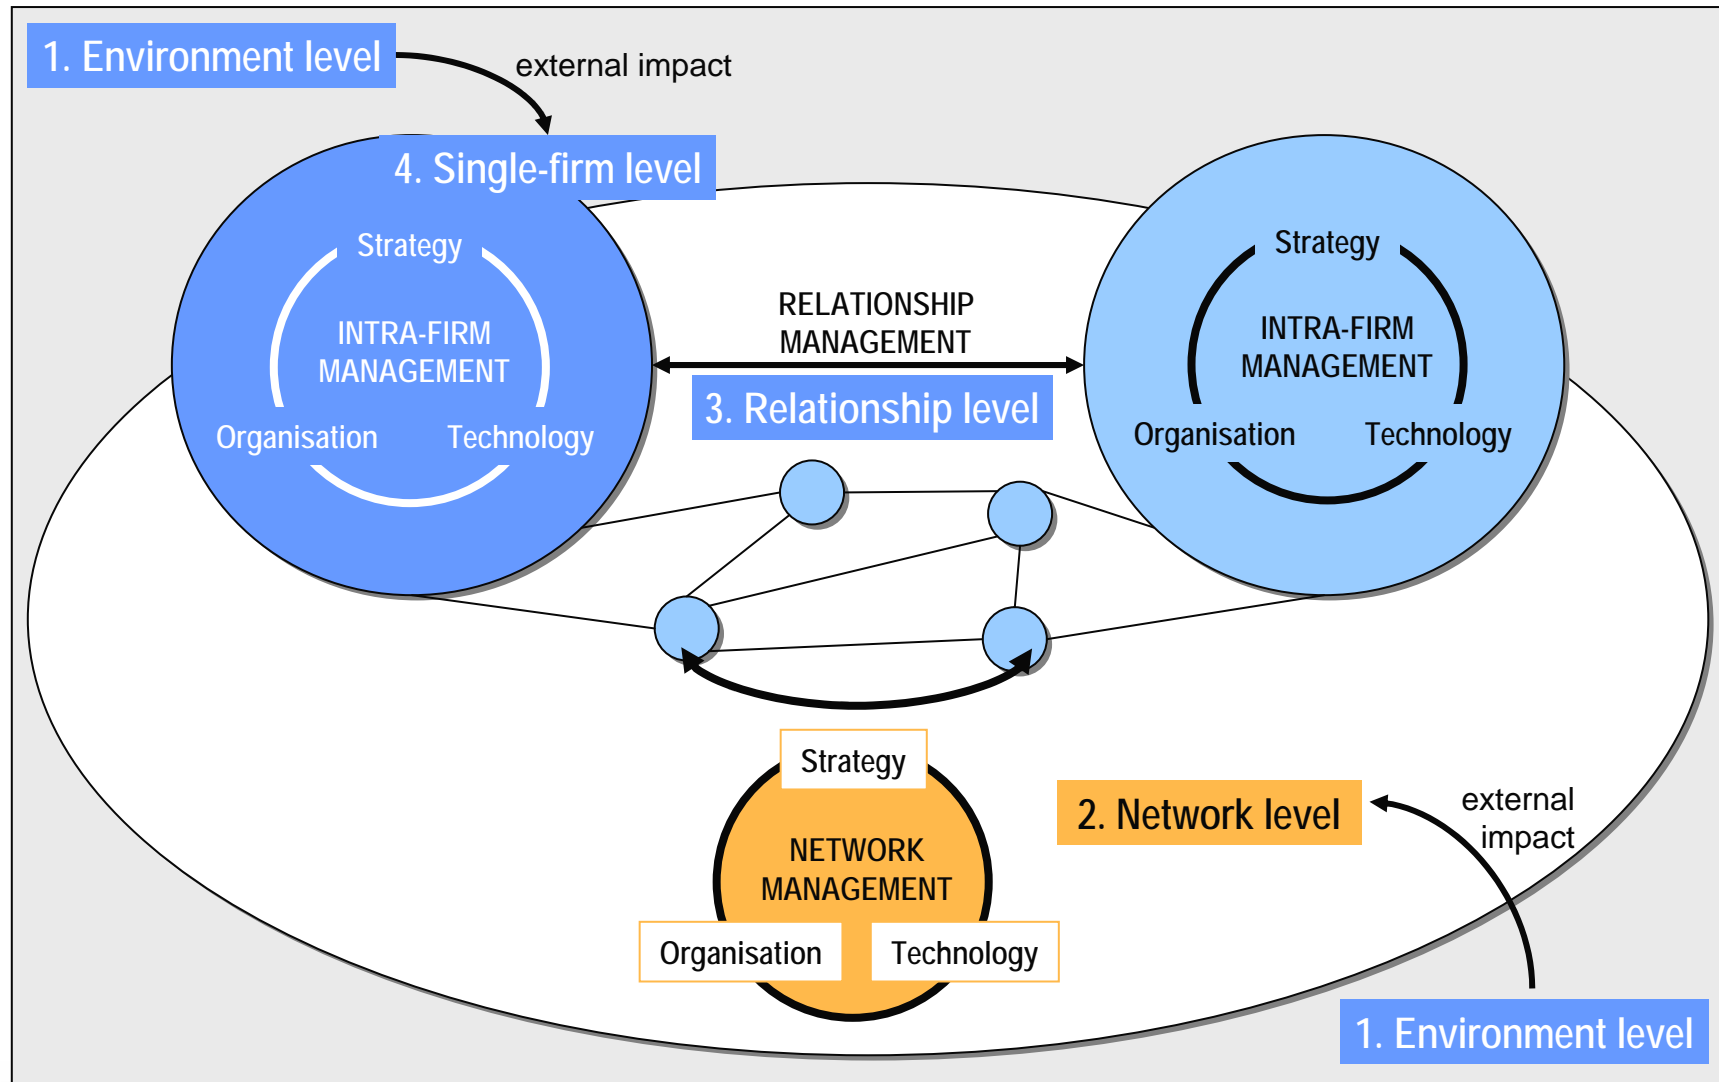 1. Environment level
external impact
4. Single-firm level
Strategy
INTRA-FIRM
MANAGEMENT
Organisation
Technology
RELATIONSHIP
MANAGEMENT
3. Relationship level
Strategy
INTRA-FIRM
MANAGEMENT
Organisation
Technology
Strategy
NETWORK
MANAGEMENT
Organisation
Technology
2. Network level
external
impact
1. Environment level